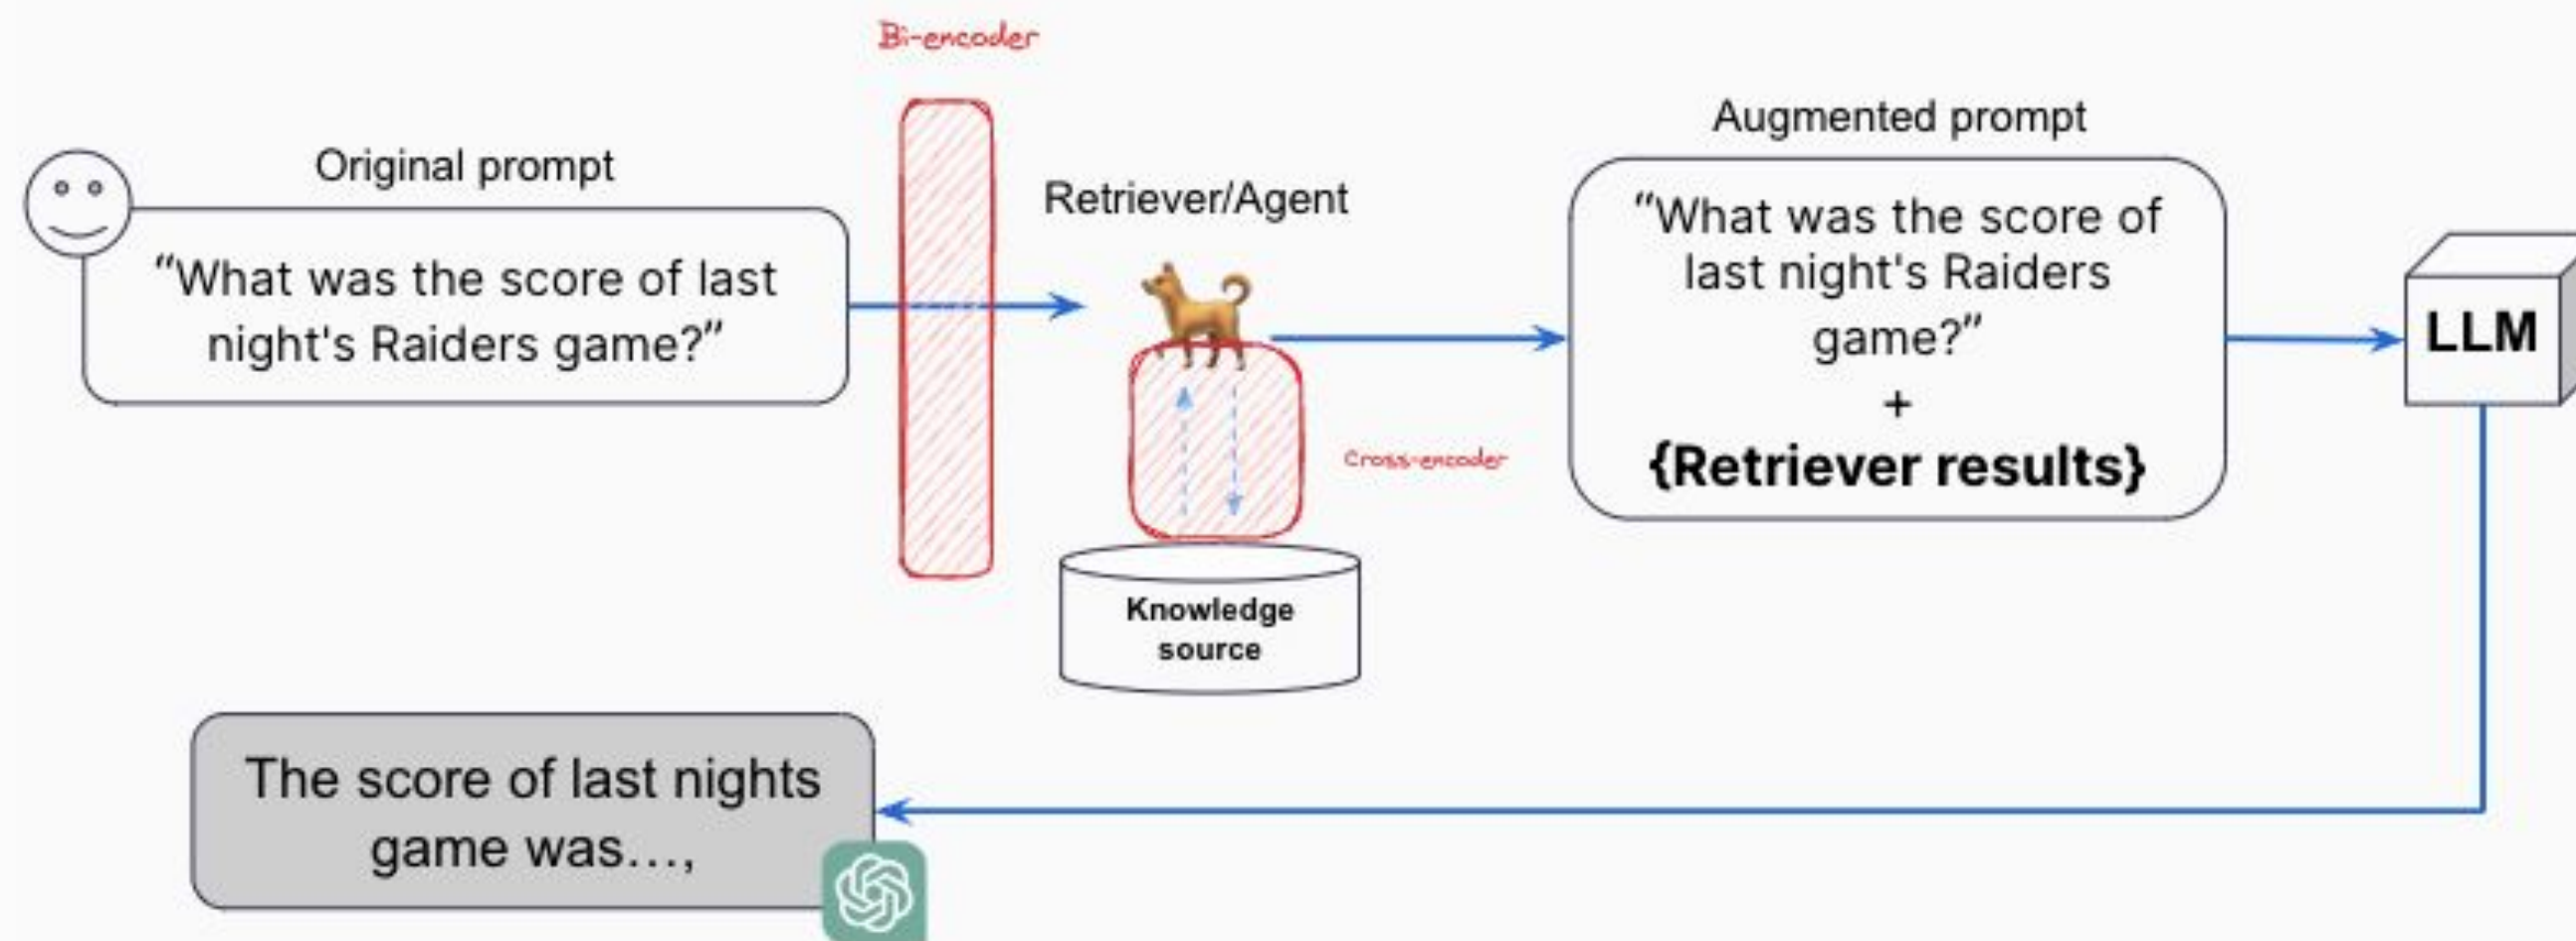 Bi-encoder
Original prompt
“What was the score of last
night's Raiders game?”
Retriever/Agent
Cross-encoder
Knowledge
source
Augmented prompt
“What was the score of
last night's Raiders
game?”
+
{Retriever results}
LLM
The score of last nights
game was...,